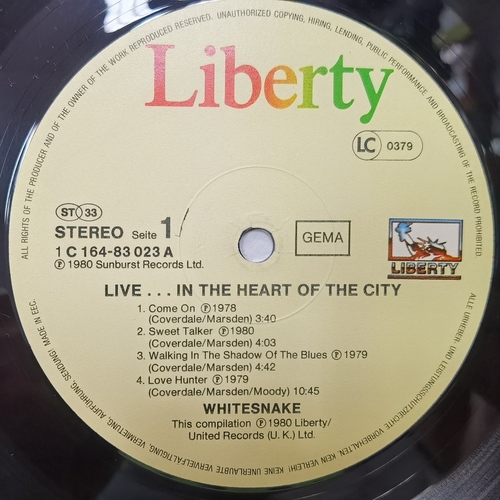 ALL RIGHTS OF THE PRODUCER AND OF THE OWNER OF THE WORK REPRODUCED RESERVED. UNAUTHORIZED COPYING, HIRING, LENDING, PUBLIC PERFORMANCE AND BROADCASTING OF THE RECORD PROHIBITED
Liberty
LC 0379
ST 33
STEREO Seite 1
1 C 164-83 023 A
℗ 1980 Sunburst Records Ltd.
GEMA
LIBERTY
LIVE . . . IN THE HEART OF THE CITY
1. Come On ℗ 1978
(Coverdale/Marsden) 3:40
2. Sweet Talker ℗ 1980
(Coverdale/Marsden) 4:03
3. Walking In The Shadow Of The Blues ℗ 1979
(Coverdale/Marsden) 4:42
4. Love Hunter ℗ 1979
(Coverdale/Marsden/Moody) 10:45
WHITESNAKE
This compilation ℗ 1980 Liberty/
United Records (U. K.) Ltd.
ALLE URHEBER- UND LEISTUNGSSCHUTZRECHTE VORBEHALTEN. KEIN VERLEIH! KEINE UNERLAUBTE VERVIELFÄLTIGUNG, VERMIETUNG, AUFFÜHRUNG, SENDUNG! MADE IN EEC.